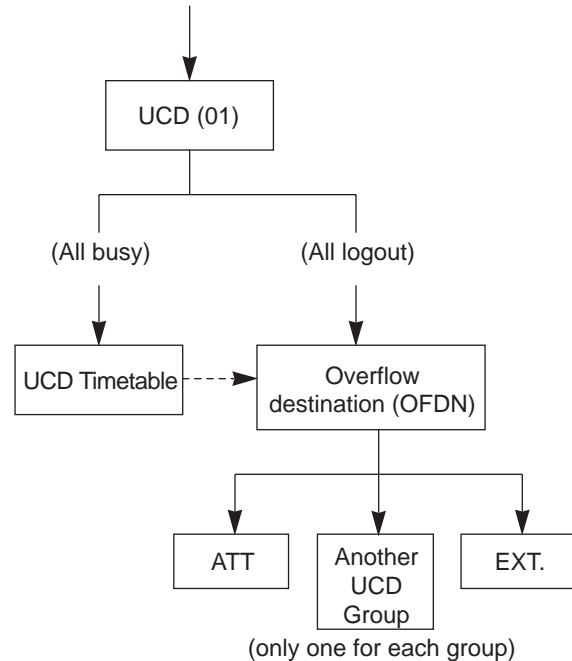 UCD (01)
(All busy)
(All logout)
UCD Timetable
Overflow
destination (OFDN)
ATT
Another
UCD
Group
EXT.
(only one for each group)